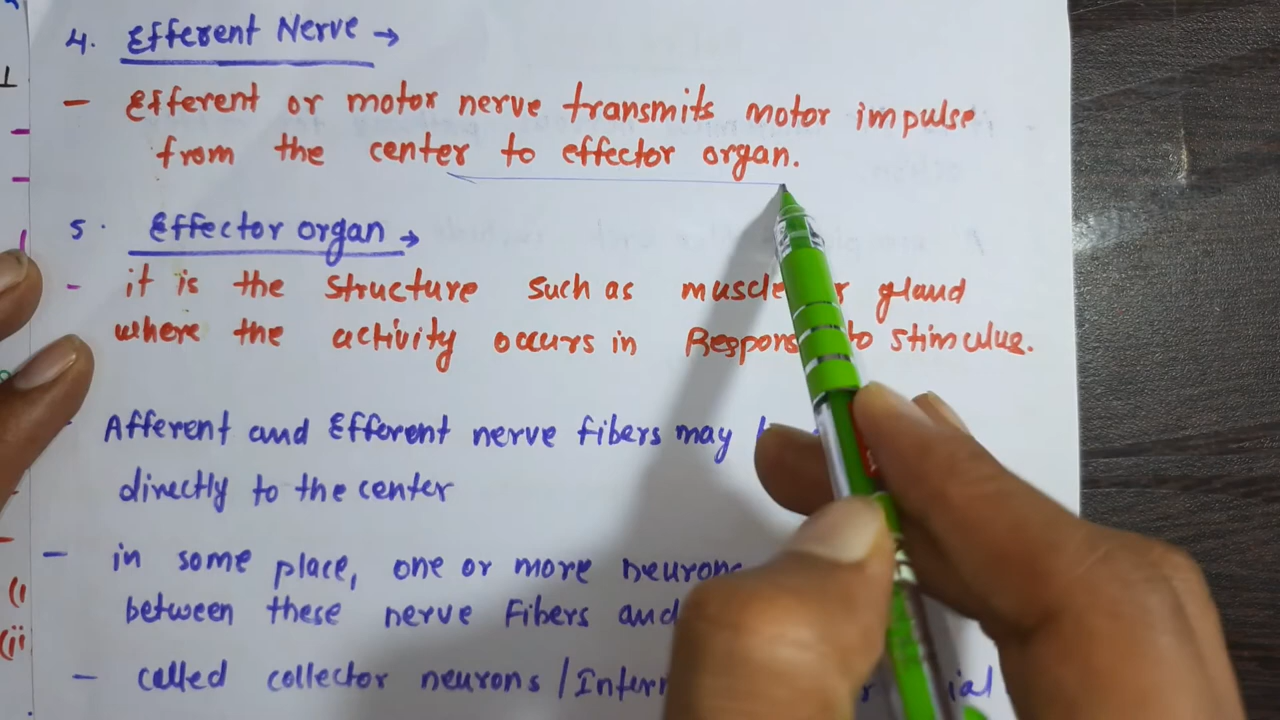 4. Efferent Nerve →
- Efferent or motor nerve transmits motor impulse
from the center to effector organ.
5. Effector organ →
- it is the structure such as muscle gland
where the activity occurs in to stimulus.
Afferent and Efferent nerve fibers may
directly to the center
- in some place, one or more neurons
between these nerve Fibers and
- called collector neurons /
(i
(ii